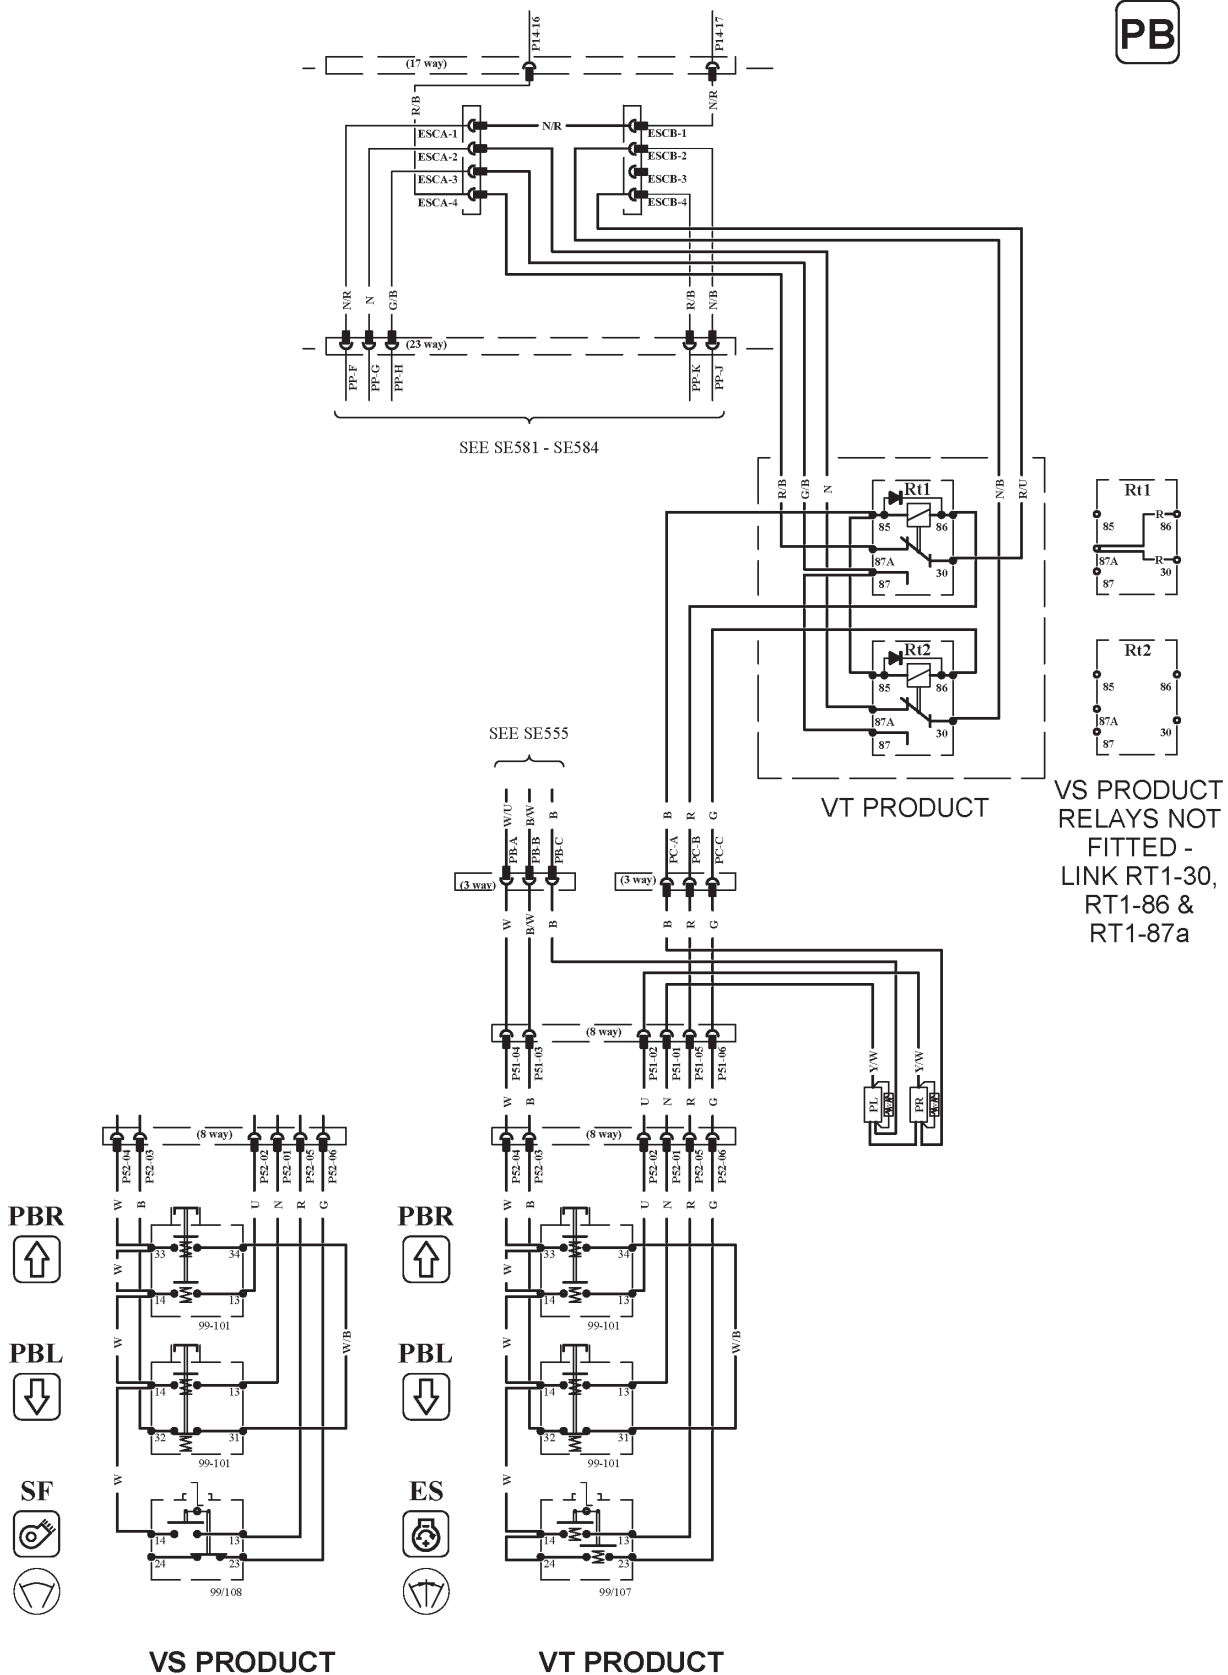 PB
P14-16
P14-17
(17 way)
R/B
N/R
N/R
ESCA-1
ESCA-2
ESCA-3
ESCA-4
ESCB-1
ESCB-2
ESCB-3
ESCB-4
N/R
N
G/B
R/B
N/B
(23 way)
PP-F
PP-G
PP-H
PP-K
PP-J
SEE SE581 - SE584
R/B
G/B
N
N/B
R/U
Rt1
85
86
87A
30
87
Rt2
85
86
87A
30
87
VT PRODUCT
Rt1
R
85
86
R
87A
30
87
Rt2
85
86
87A
30
87
VS PRODUCT
RELAYS NOT
FITTED -
LINK RT1-30,
RT1-86 &
RT1-87a
SEE SE555
W/U
B/W
B
PB-A
PB-B
PB-C
(3 way)
W
B/W
B
B
R
G
PC-A
PC-B
PC-C
(3 way)
B
R
G
(8 way)
P51-04
P51-03
P51-02
P51-01
P51-05
P51-06
W
B
U
N
R
G
Y/W
Y/W
PL
PR
(8 way)
P52-04
P52-03
P52-02
P52-01
P52-05
P52-06
W
B
U
N
R
G
PBR
33
34
W
14
13
99-101
W
W/B
PBL
14
13
32
31
99-101
W
SF
14
13
24
23
99/108
VS PRODUCT
(8 way)
P52-04
P52-03
P52-02
P52-01
P52-05
P52-06
W
B
U
N
R
G
PBR
33
34
W
14
13
99-101
W
W/B
PBL
14
13
32
31
99-101
W
ES
14
13
24
23
99/107
VT PRODUCT